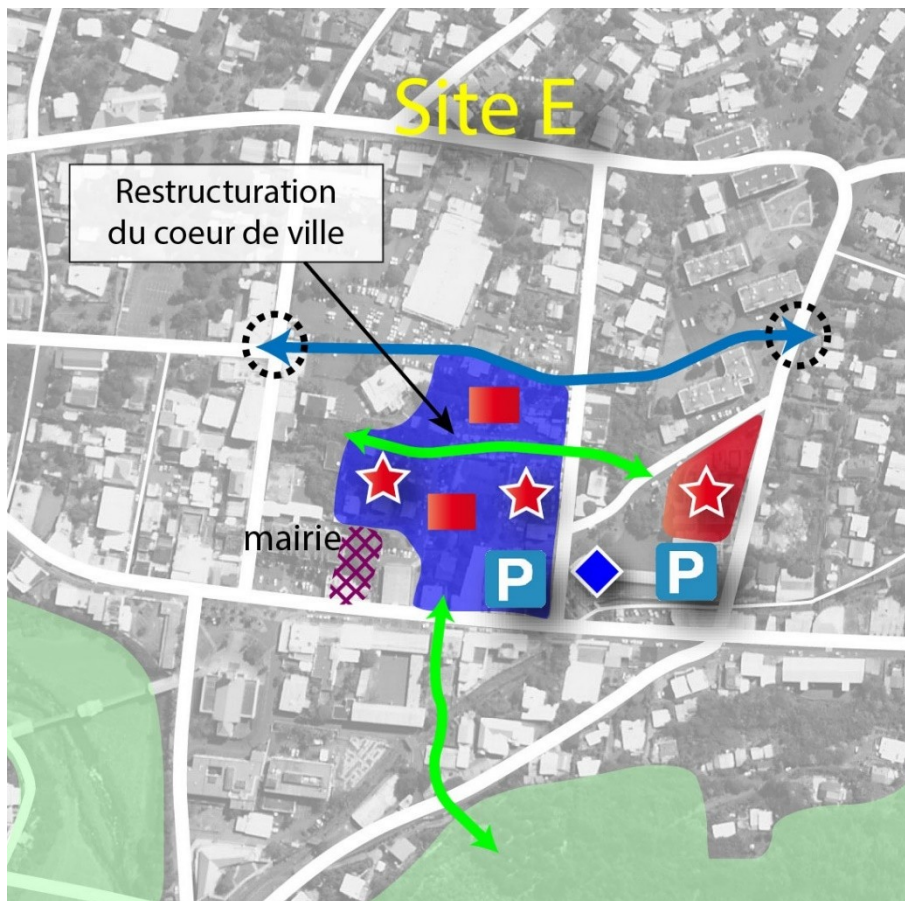 Site E
Restructuration
du coeur de ville
mairie
P
P